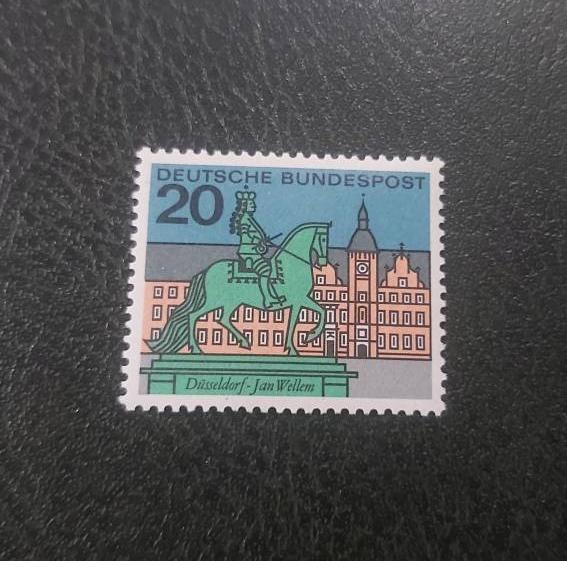 DEUTSCHE BUNDESPOST
20
Düsseldorf - Jan Wellem